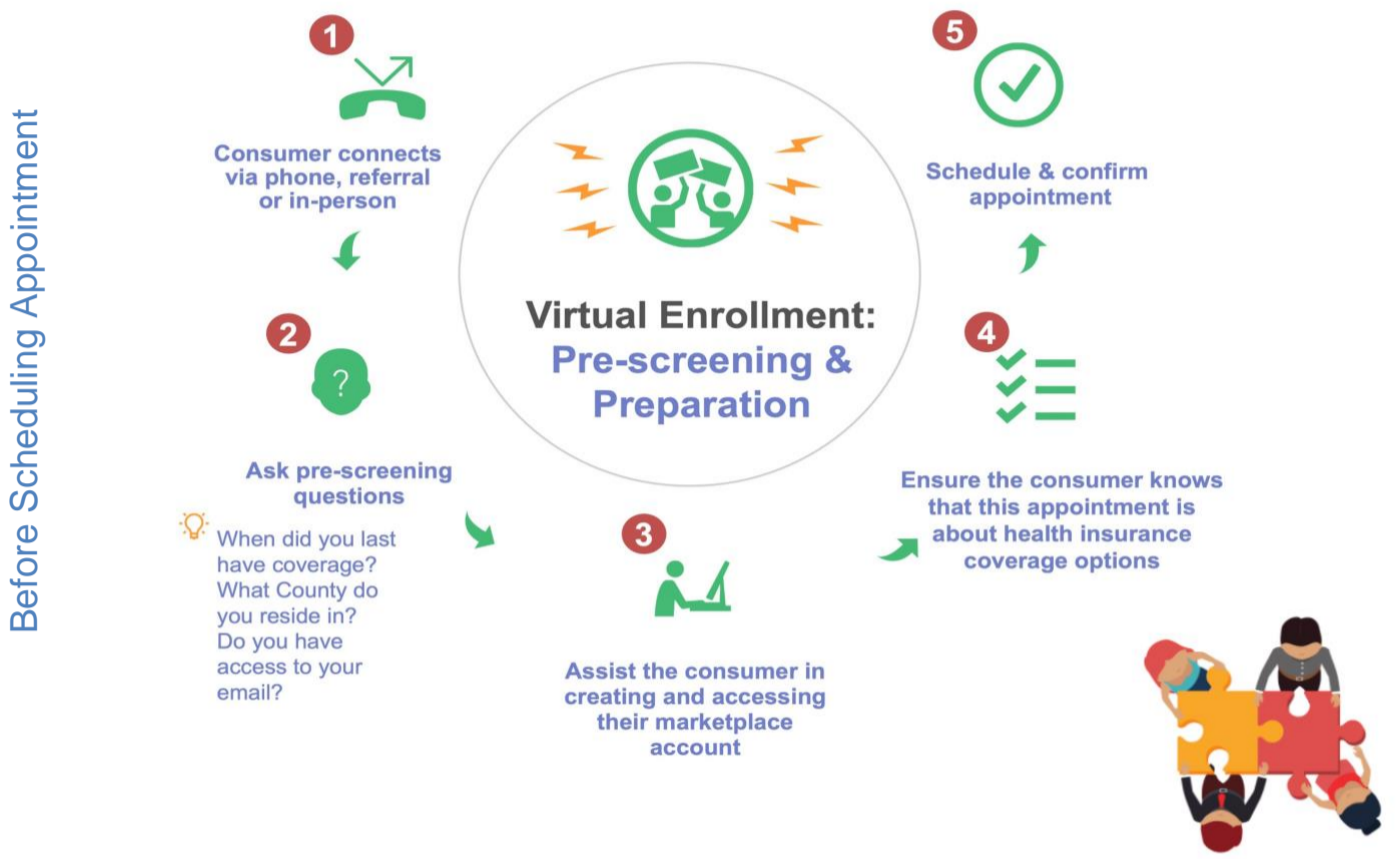 Before Scheduling Appointment
1
Consumer connects
via phone, referral
or in-person
2
?
Ask pre-screening
questions
When did you last
have coverage?
What County do
you reside in?
Do you have
access to your
email?
Virtual Enrollment:
Pre-screening &
Preparation
3
Assist the consumer in
creating and accessing
their marketplace
account
4
Ensure the consumer knows
that this appointment is
about health insurance
coverage options
5
Schedule & confirm
appointment